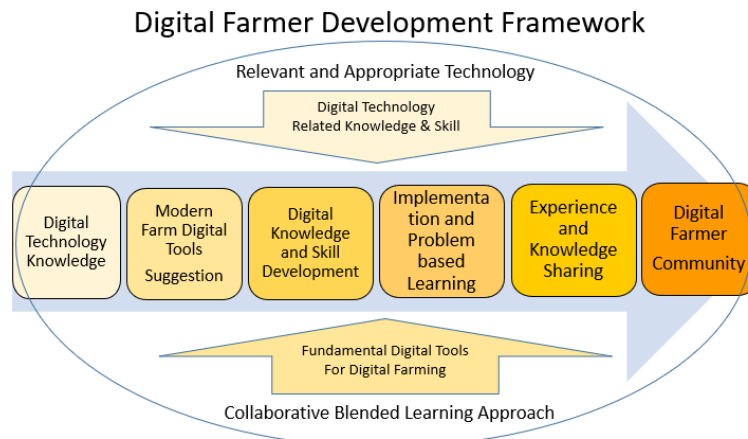 Digital Farmer Development Framework
Relevant and Appropriate Technology
Digital Technology
Related Knowledge & Skill
Digital
Technology
Knowledge
Modern
Farm Digital
Tools
Suggestion
Digital
Knowledge
and Skill
Development
Implementa
tion and
Problem
based
Learning
Experience
and
Knowledge
Sharing
Digital
Farmer
Community
Fundamental Digital Tools
For Digital Farming
Collaborative Blended Learning Approach